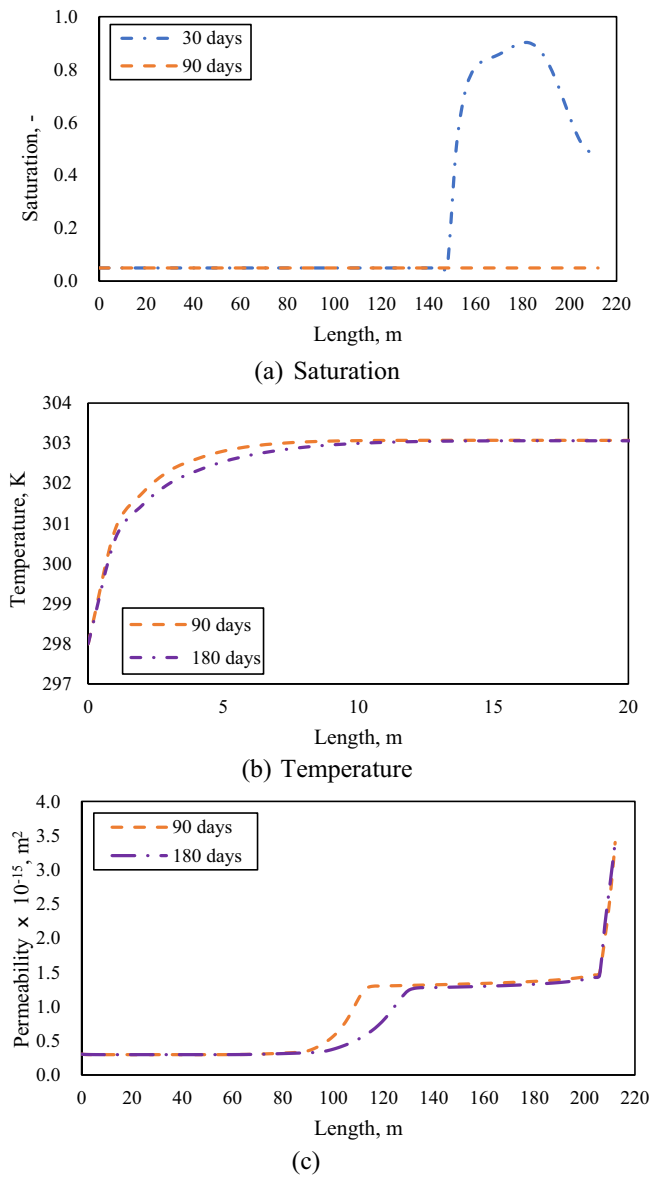 1.0
0.8
0.6
0.4
0.2
0.0
Saturation, -
30 days
90 days
0 20 40 60 80 100 120 140 160 180 200 220
Length, m
(a) Saturation
304
303
302
301
300
299
298
297
Temperature, K
90 days
180 days
0 5 10 15 20
Length, m
(b) Temperature
4.0
3.5
3.0
2.5
2.0
1.5
1.0
0.5
0.0
Permeability × 10⁻¹⁵, m²
90 days
180 days
0 20 40 60 80 100 120 140 160 180 200 220
Length, m
(c)